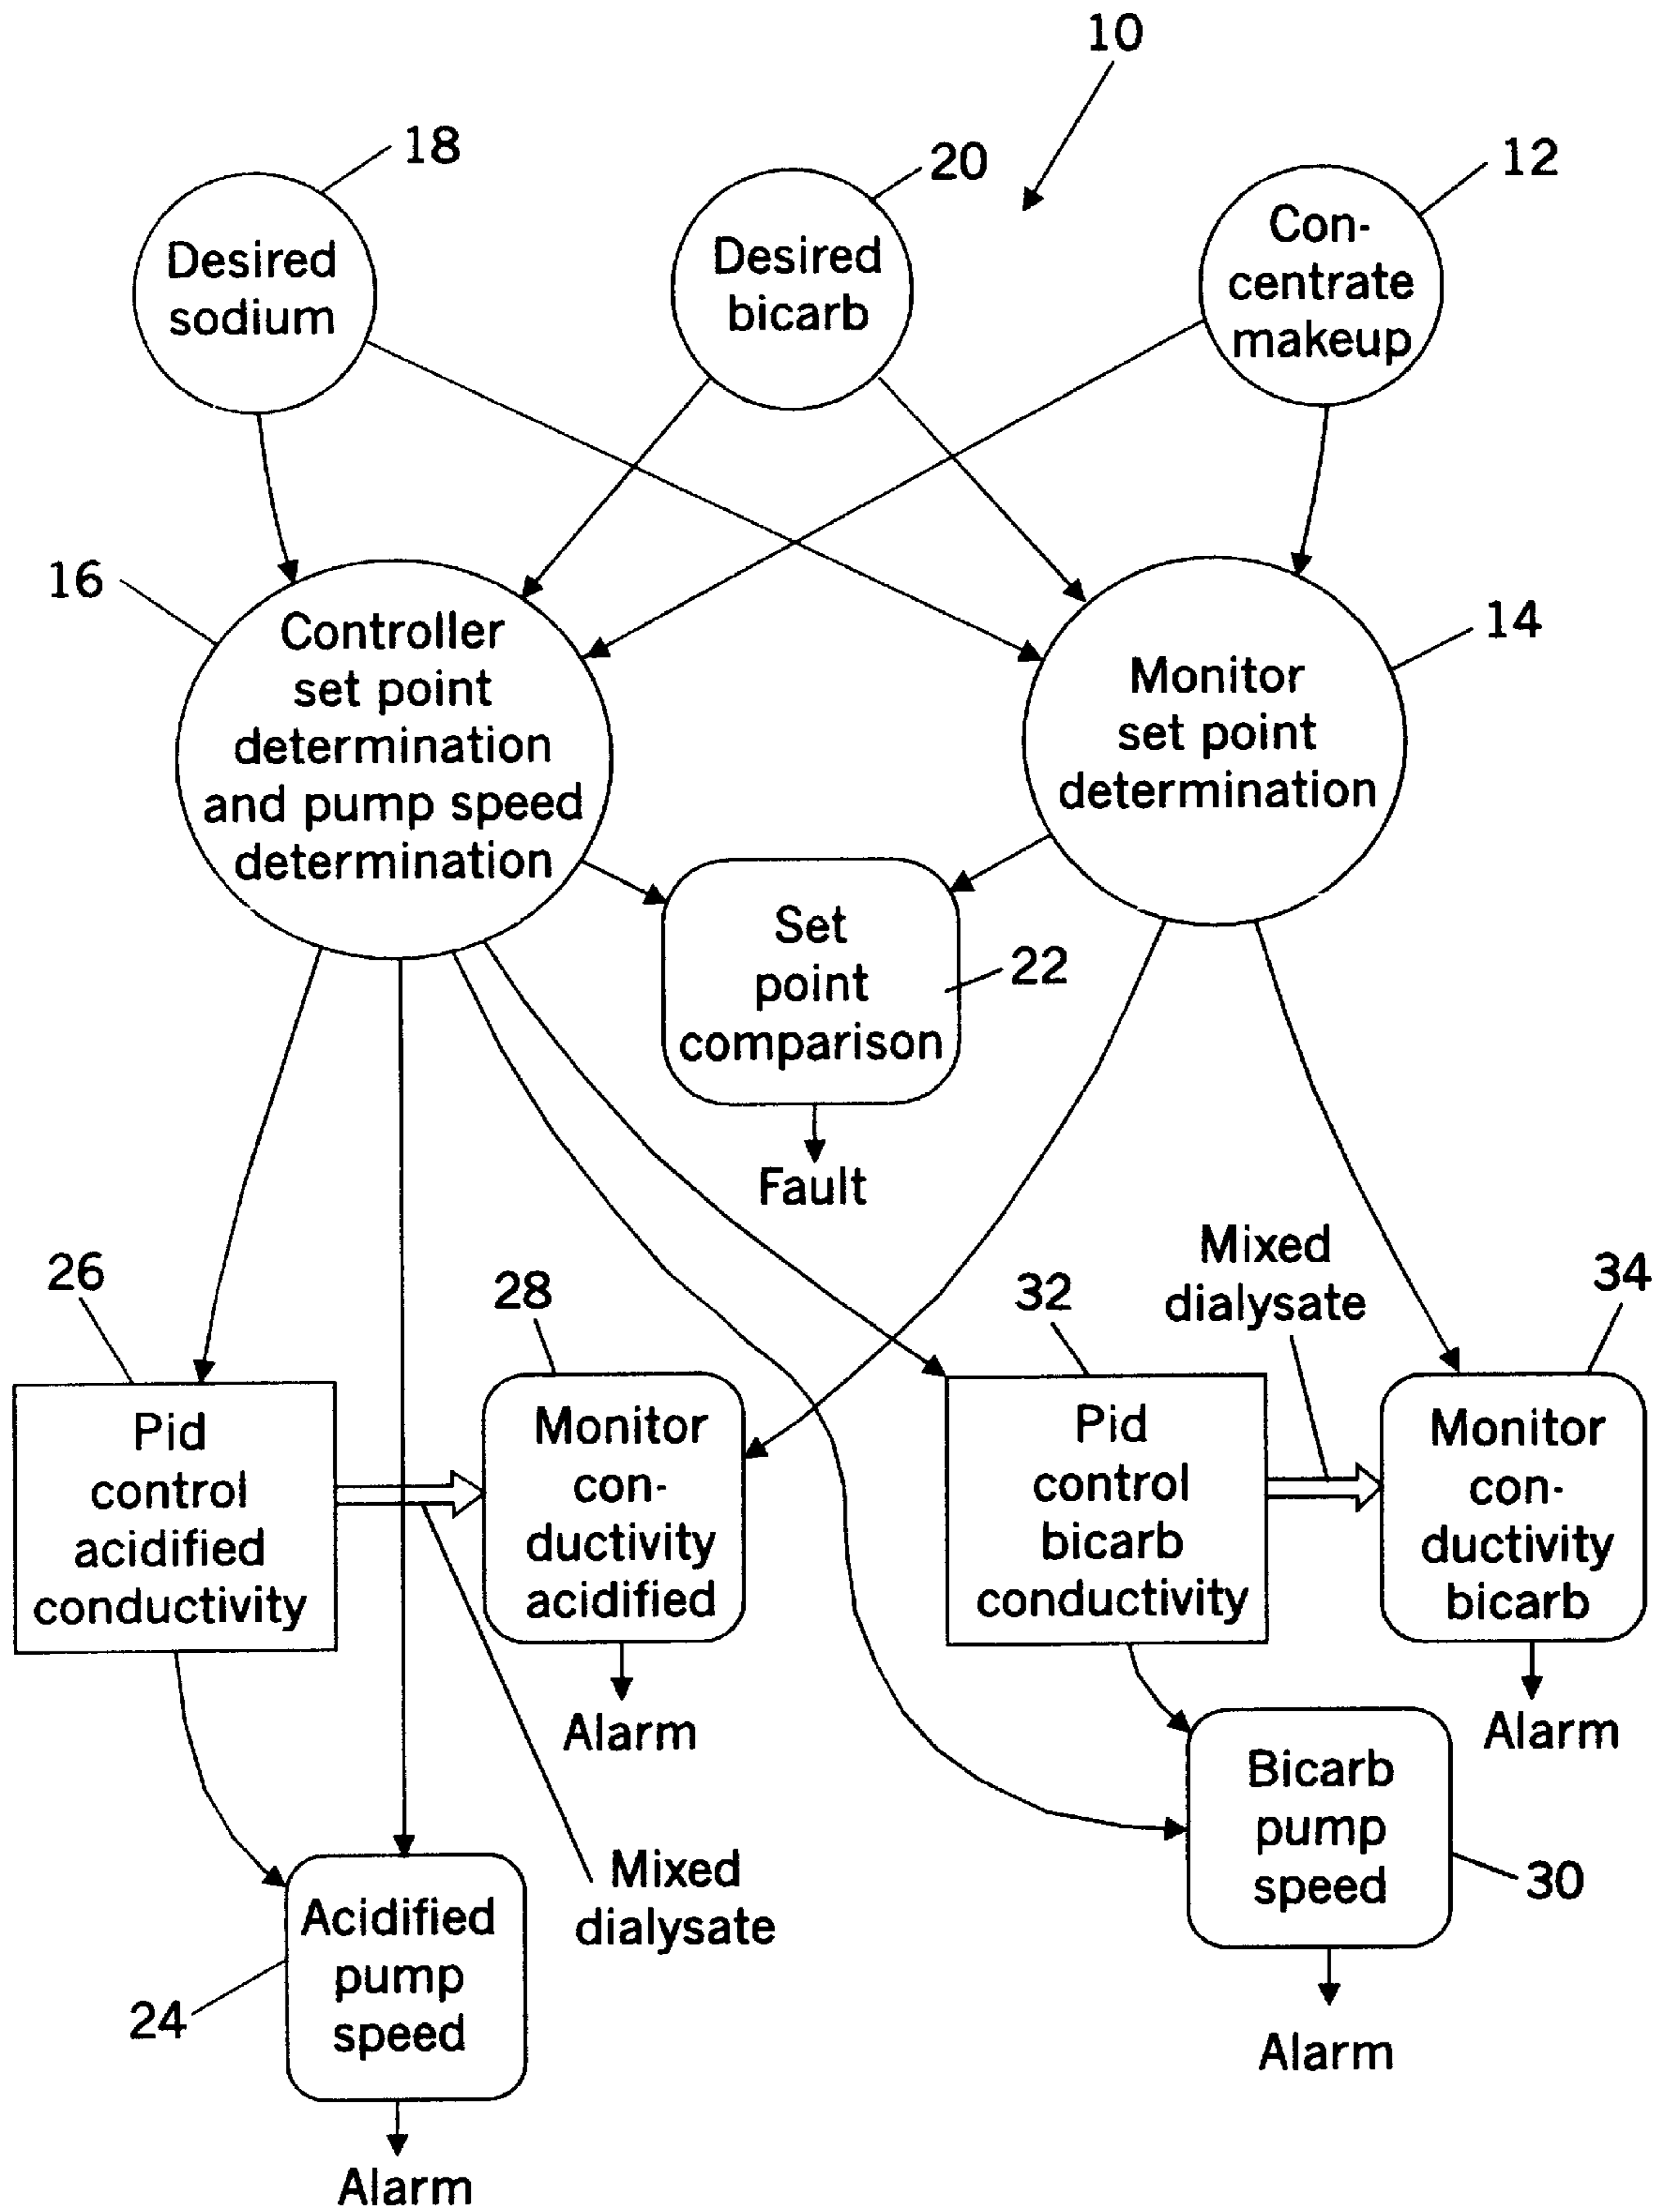 10
18
20
12
Desired
sodium
Desired
bicarb
Con-
centrate
makeup
16
14
Controller
set point
determination
and pump speed
determination
Monitor
set point
determination
Set
point
comparison
22
Fault
26
28
32
Mixed
dialysate
34
Pid
control
acidified
conductivity
Monitor
con-
ductivity
acidified
Pid
control
bicarb
conductivity
Monitor
con-
ductivity
bicarb
Alarm
Alarm
Bicarb
pump
speed
30
Mixed
dialysate
Acidified
pump
speed
24
Alarm
Alarm